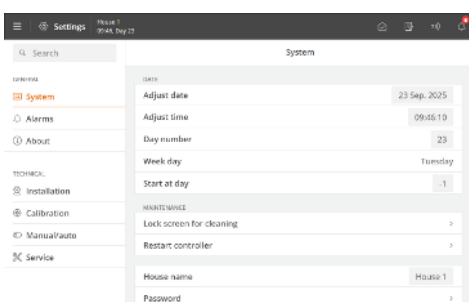 Settings
House 1
09:46, Day 23
Search
System
GENERAL
System
Alarms
About
TECHNICAL
Installation
Calibration
Manual/auto
Service
DATE
Adjust date
23 Sep. 2025
Adjust time
09:46:10
Day number
23
Week day
Tuesday
Start at day
-1
MAINTENANCE
Lock screen for cleaning
Restart controller
House name
House 1
Password